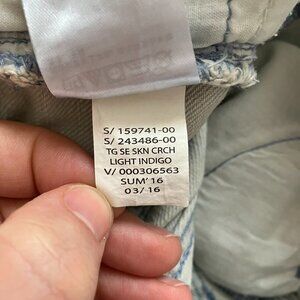 S/ 159741-00
S/ 243486-00
TG SE SKN CRCH
LIGHT INDIGO
V/ 000306563
SUM'16
03/16